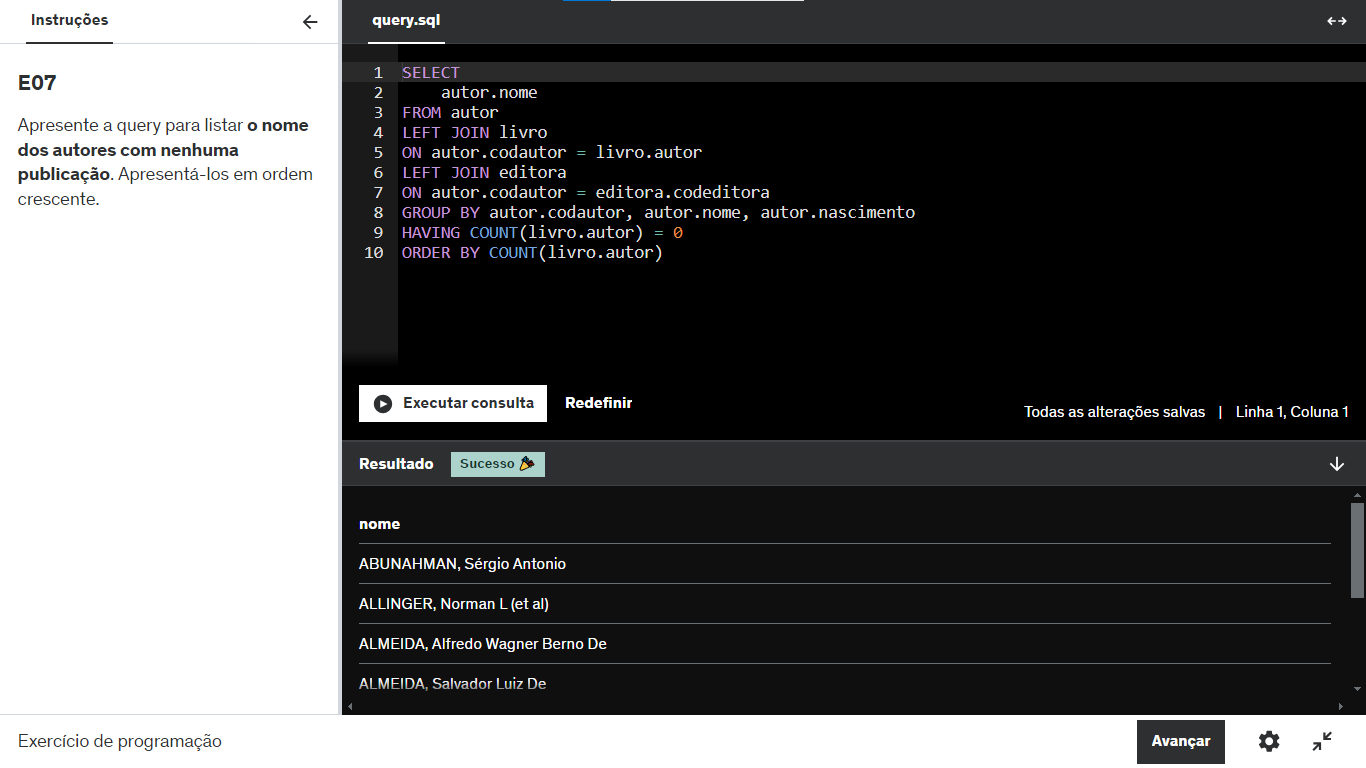 Instruções
E07
Apresente a query para listar o nome
dos autores com nenhuma
publicação. Apresentá-los em ordem
crescente.
query.sql
1 SELECT
2     autor.nome
3 FROM autor
4 LEFT JOIN livro
5 ON autor.codautor = livro.autor
6 LEFT JOIN editora
7 ON autor.codautor = editora.codeditora
8 GROUP BY autor.codautor, autor.nome, autor.nascimento
9 HAVING COUNT(livro.autor) = 0
10 ORDER BY COUNT(livro.autor)
Executar consulta
Redefinir
Todas as alterações salvas | Linha 1, Coluna 1
Resultado
Sucesso
nome
ABUNAHMAN, Sérgio Antonio
ALLINGER, Norman L (et al)
ALMEIDA, Alfredo Wagner Berno De
ALMEIDA, Salvador Luiz De
Exercício de programação
Avançar